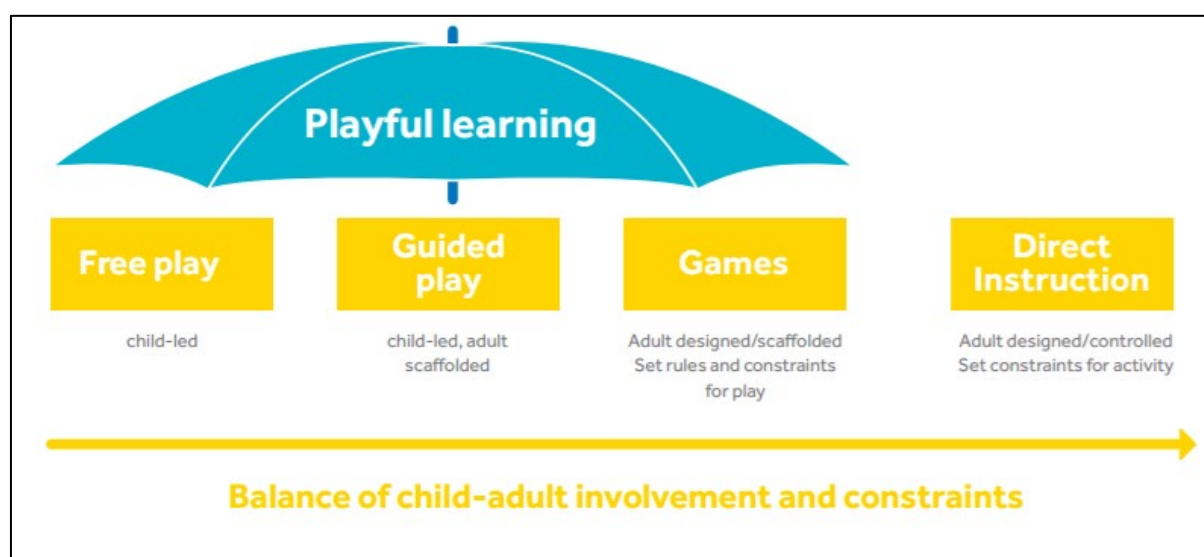 Playful learning
Free play
Guided
play
Games
Direct
Instruction
child-led
child-led, adult
scaffolded
Adult designed/scaffolded
Set rules and constraints
for play
Adult designed/controlled
Set constraints for activity
Balance of child-adult involvement and constraints